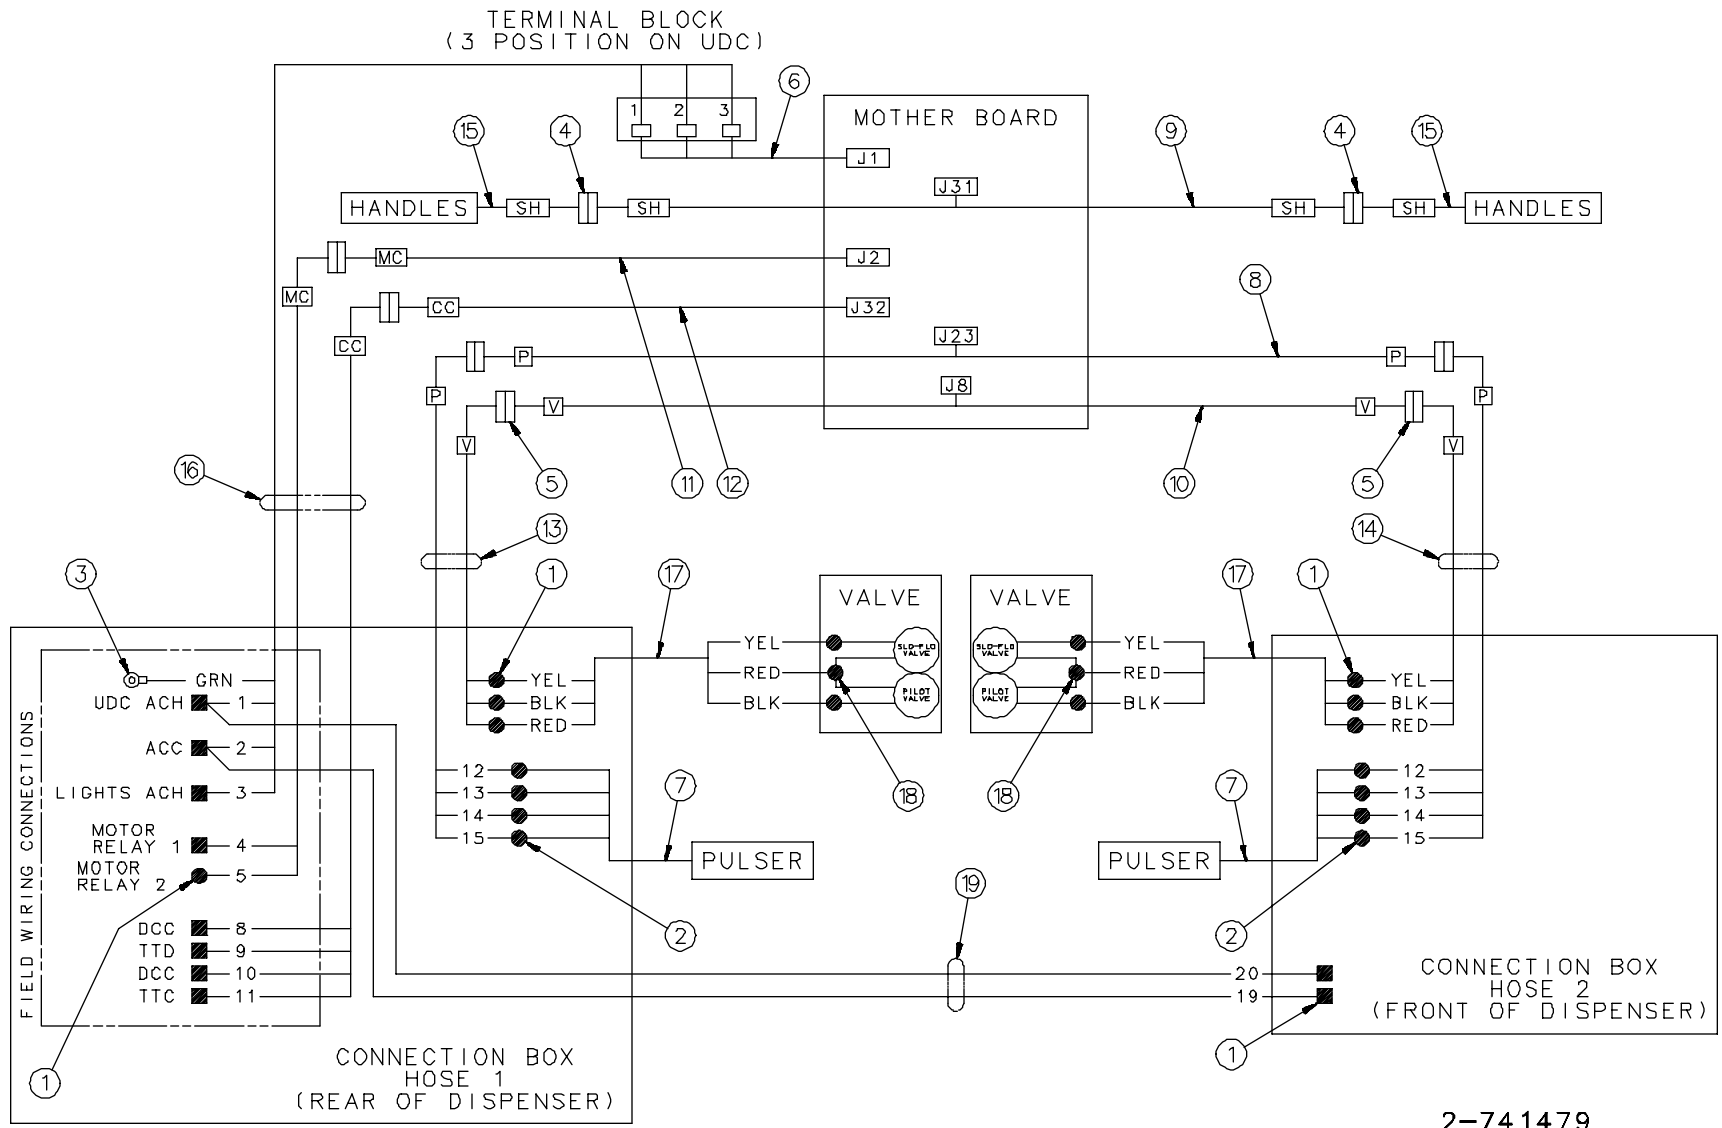 TERMINAL BLOCK
(3 POSITION ON UDC)
6
1 2 3
MOTHER BOARD
15
4
9
4
15
J1
J31
HANDLES
SH
SH
SH
SH
HANDLES
MC
J2
8
MC
CC
J32
CC
J23
P
P
P
P
J8
V
V
V
V
16
5
11
12
10
5
13
14
3
1
17
17
1
VALVE
VALVE
YEL
SLO-FLO
VALVE
SLO-FLO
VALVE
YEL
RED
RED
BLK
PILOT
VALVE
PILOT
VALVE
BLK
YEL
BLK
RED
YEL
BLK
RED
GRN
UDC ACH 1
ACC 2
LIGHTS ACH 3
MOTOR
RELAY 1 4
MOTOR
RELAY 2 5
DCC 8
TTD 9
DCC 10
TTC 11
FIELD WIRING CONNECTIONS
12
13
14
15
7
18
18
7
12
13
14
15
PULSER
PULSER
19
2
2
20
19
1
1
CONNECTION BOX
HOSE 1
(REAR OF DISPENSER)
CONNECTION BOX
HOSE 2
(FRONT OF DISPENSER)
2-741479